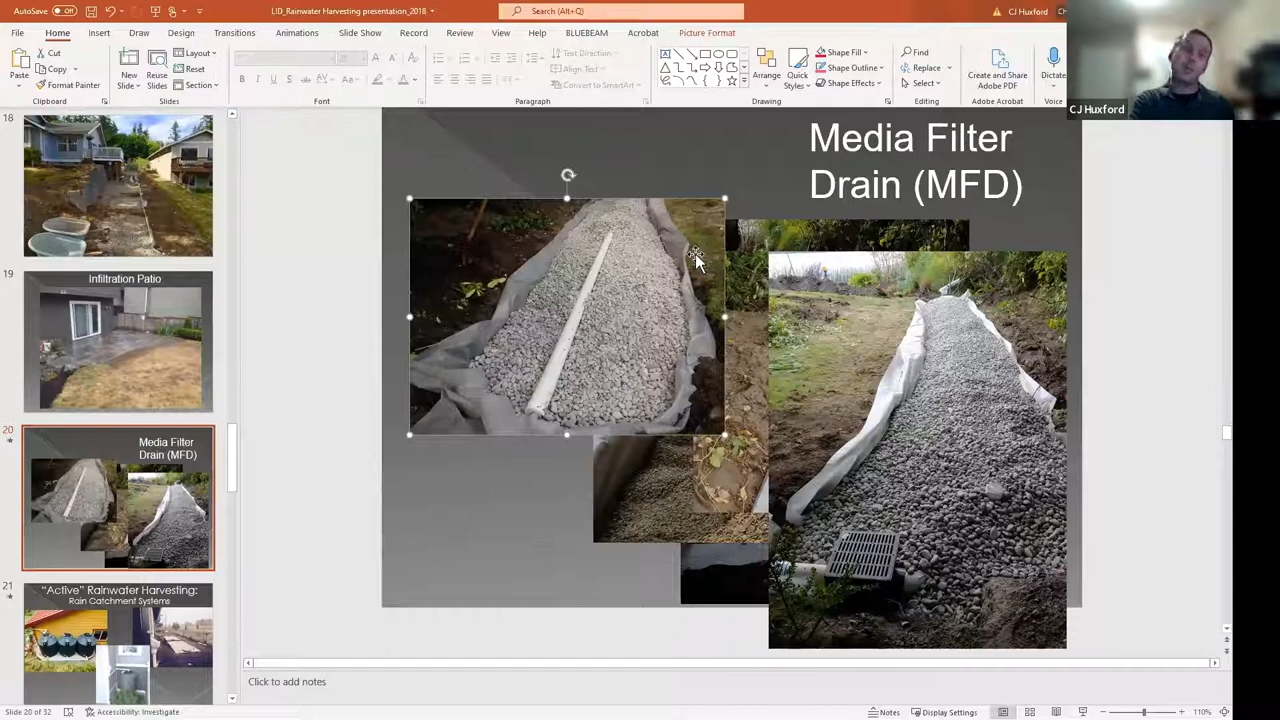 AutoSave Off
LID_Rainwater Harvesting presentation_2018
Search (Alt+Q)
CJ Huxford
File Home Insert Draw Design Transitions Animations Slide Show Record Review View Help BLUEBEAM Acrobat Picture Format
Paste
Cut
Copy
Format Painter
Clipboard
New
Slide
Reuse
Slides
Layout
Reset
Section
Slides
Font
Text Direction
Align Text
Convert to SmartArt
Paragraph
Arrange
Quick
Styles
Shape Fill
Shape Outline
Shape Effects
Drawing
Find
Replace
Select
Editing
Create and Share
Adobe PDF
Adobe Acrobat
Dictate
Voice
CJ Huxford
18
19
Infiltration Patio
20
Media Filter
Drain (MFD)
21
“Active” Rainwater Harvesting:
Rain Catchment Systems
Media Filter
Drain (MFD)
Click to add notes
Slide 20 of 32
Accessibility: Investigate
Notes
Display Settings
110%